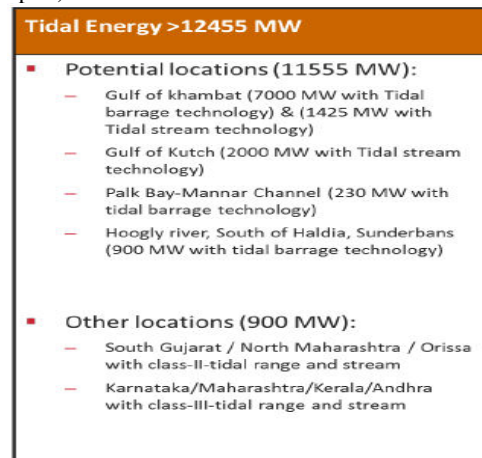 Tidal Energy >12455 MW
▪ Potential locations (11555 MW):
– Gulf of khambat (7000 MW with Tidal
barrage technology) & (1425 MW with
Tidal stream technology)
– Gulf of Kutch (2000 MW with Tidal stream
technology)
– Palk Bay-Mannar Channel (230 MW with
tidal barrage technology)
– Hoogly river, South of Haldia, Sunderbans
(900 MW with tidal barrage technology)
▪ Other locations (900 MW):
– South Gujarat / North Maharashtra / Orissa
with class-II-tidal range and stream
– Karnataka/Maharashtra/Kerala/Andhra
with class-III-tidal range and stream